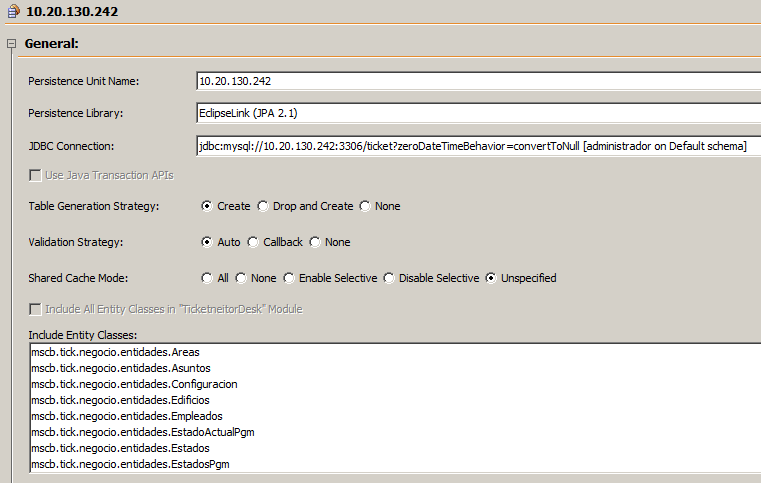 10.20.130.242
General:
Persistence Unit Name: 10.20.130.242
Persistence Library: EclipseLink (JPA 2.1)
JDBC Connection: jdbc:mysql://10.20.130.242:3306/ticket?zeroDateTimeBehavior=convertToNull [administrador on Default schema]
Use Java Transaction APIs
Table Generation Strategy: Create Drop and Create None
Validation Strategy: Auto Callback None
Shared Cache Mode: All None Enable Selective Disable Selective Unspecified
Include All Entity Classes in "TicketneitorDesk" Module
Include Entity Classes:
mscb.tick.negocio.entidades.Areas
mscb.tick.negocio.entidades.Asuntos
mscb.tick.negocio.entidades.Configuracion
mscb.tick.negocio.entidades.Edificios
mscb.tick.negocio.entidades.Empleados
mscb.tick.negocio.entidades.EstadoActualPgm
mscb.tick.negocio.entidades.Estados
mscb.tick.negocio.entidades.EstadosPgm